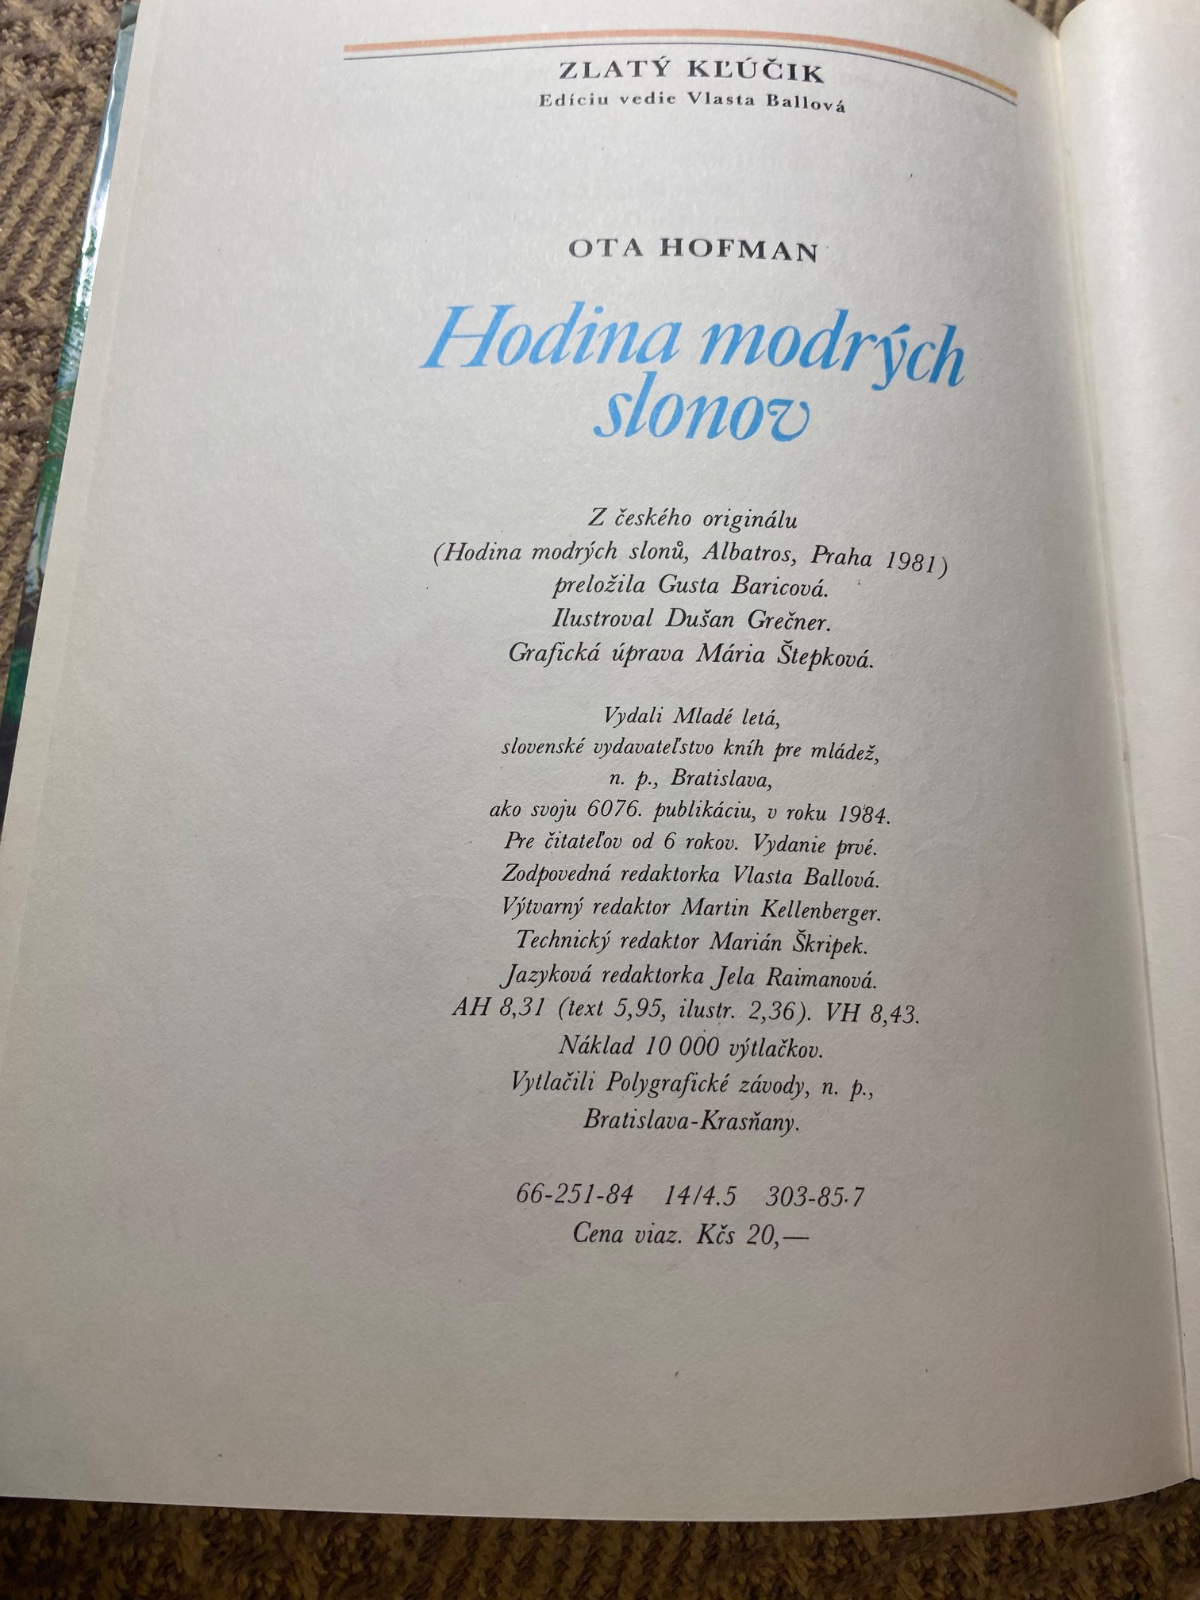 ZLATÝ KĽÚČIK
Edíciu vedie Vlasta Ballová
OTA HOFMAN
Hodina modrých
slonov
Z českého originálu
(Hodina modrých slonů, Albatros, Praha 1981)
preložila Gusta Baricová.
Ilustroval Dušan Grečner.
Grafická úprava Mária Štepková.
Vydali Mladé letá,
slovenské vydavateľstvo kníh pre mládež,
n. p., Bratislava,
ako svoju 6076. publikáciu, v roku 1984.
Pre čitateľov od 6 rokov. Vydanie prvé.
Zodpovedná redaktorka Vlasta Ballová.
Výtvarný redaktor Martin Kellenberger.
Technický redaktor Marián Škripek.
Jazyková redaktorka Jela Raimanová.
AH 8,31 (text 5,95, ilustr. 2,36). VH 8,43.
Náklad 10 000 výtlačkov.
Vytlačili Polygrafické závody, n. p.,
Bratislava-Krasňany.
66-251-84 14/4.5 303-85-7
Cena viaz. Kčs 20,—